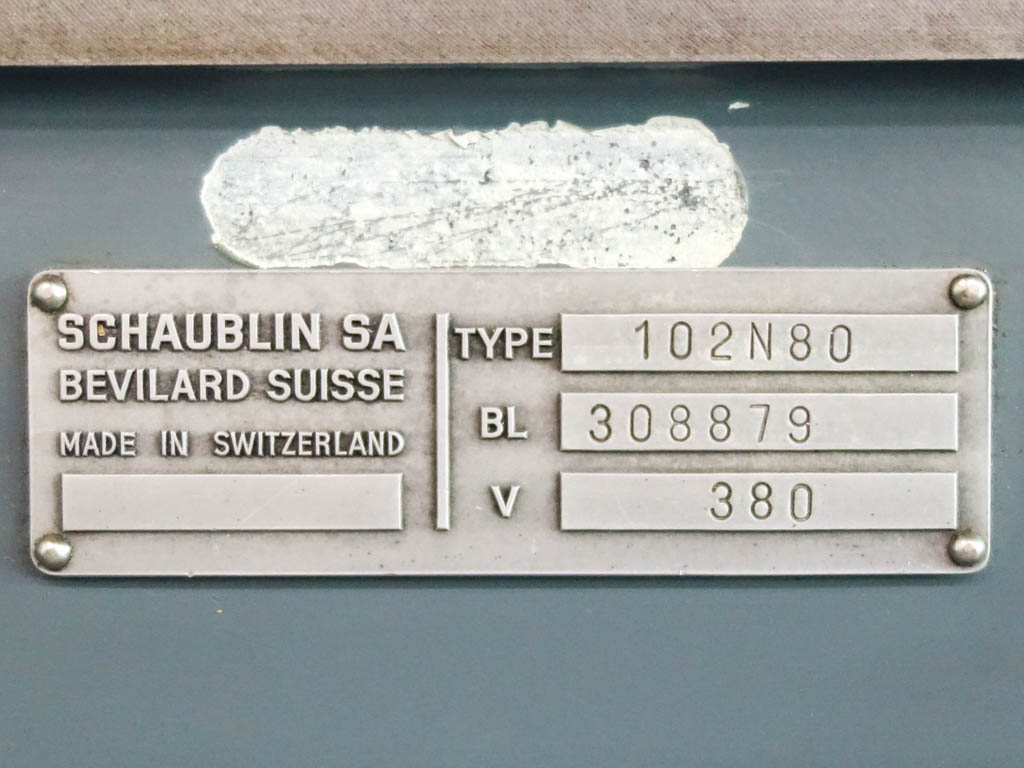 SCHAUBLIN SA
BEVILARD SUISSE
MADE IN SWITZERLAND
TYPE 102N80
BL 308879
V 380